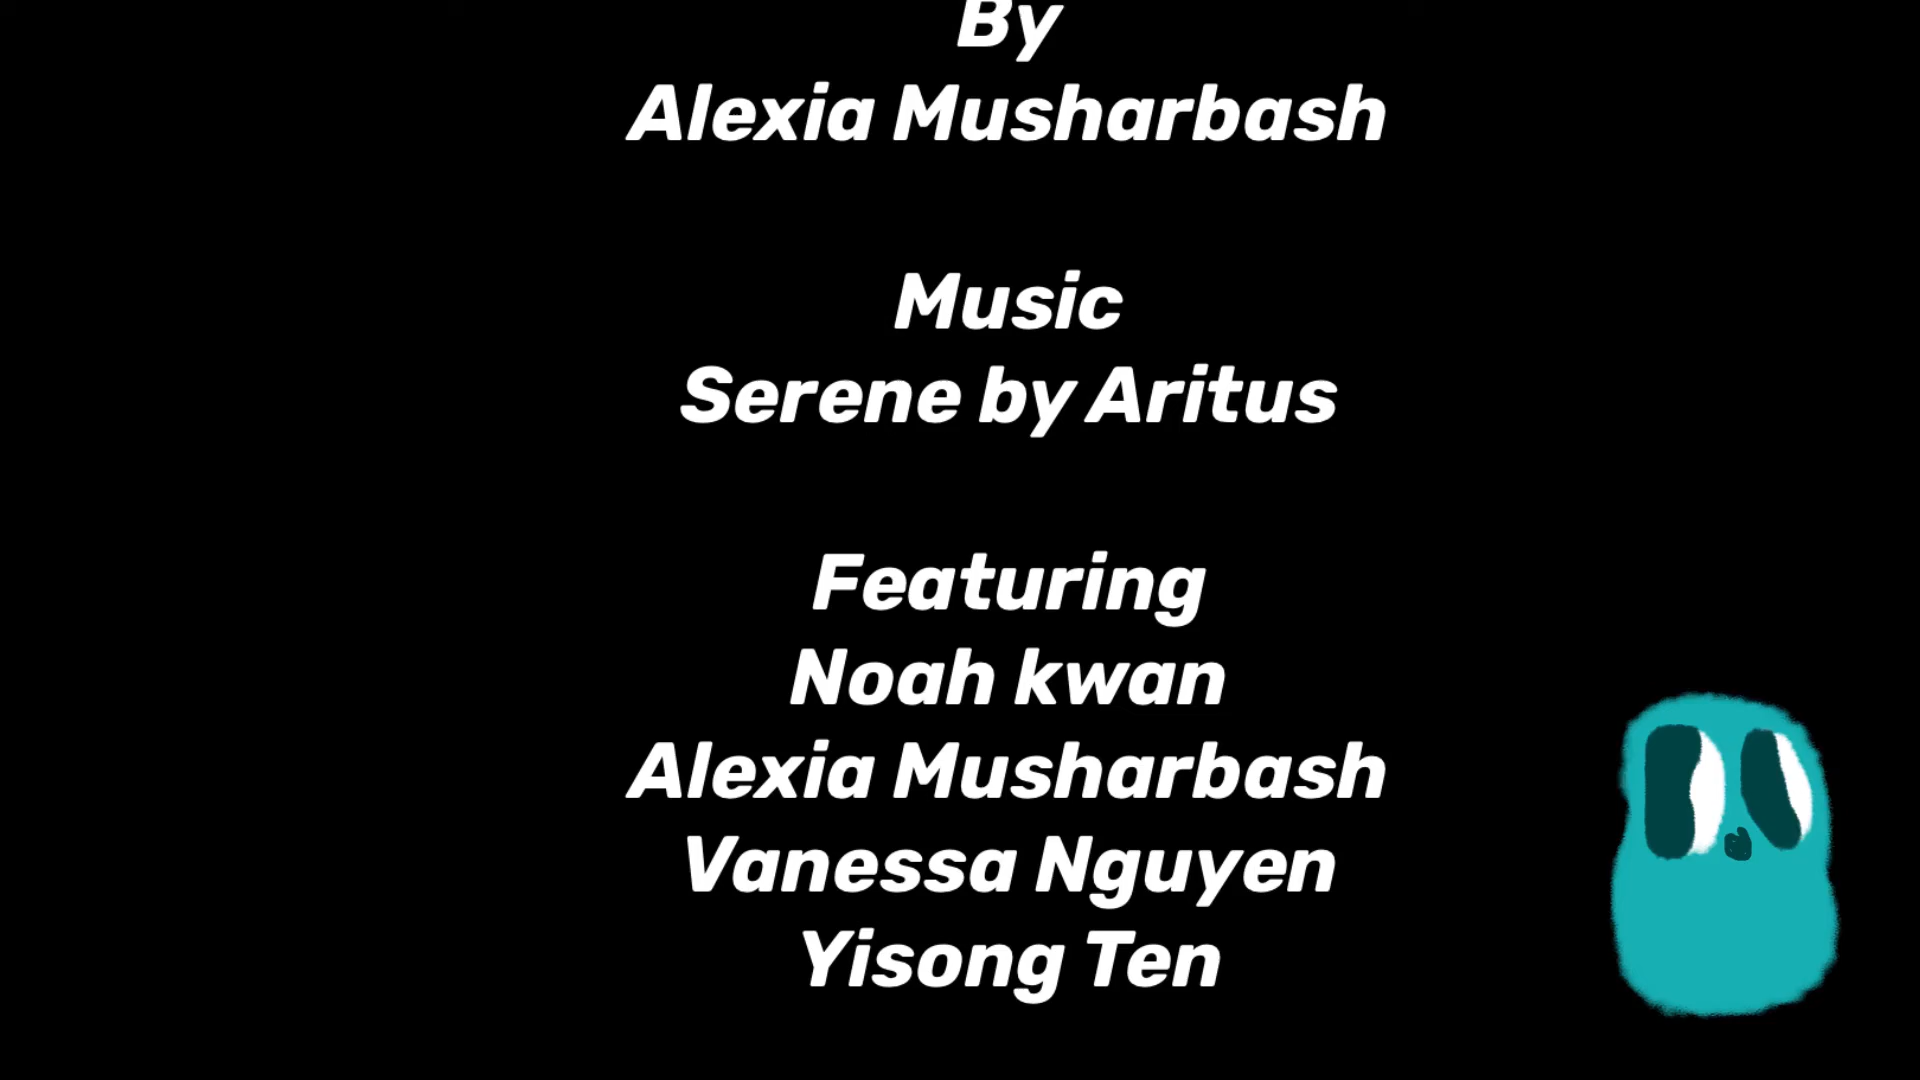 By
Alexia Musharbash
Music
Serene by Aritus
Featuring
Noah kwan
Alexia Musharbash
Vanessa Nguyen
Yisong Ten